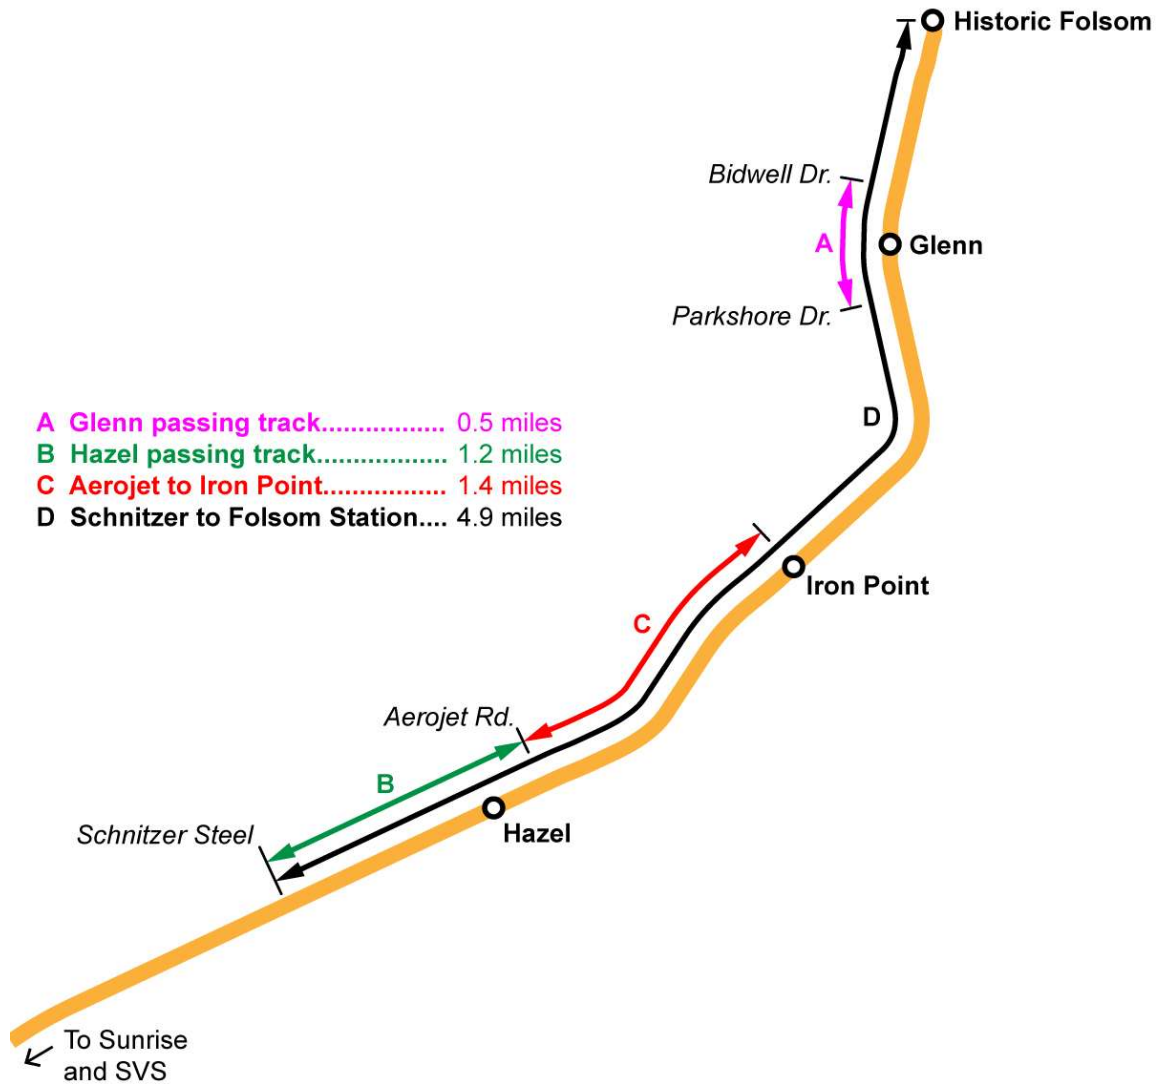 Historic Folsom
Bidwell Dr.
A
Glenn
Parkshore Dr.
D
A Glenn passing track.................. 0.5 miles
B Hazel passing track................... 1.2 miles
C Aerojet to Iron Point.................. 1.4 miles
D Schnitzer to Folsom Station.... 4.9 miles
Iron Point
C
Aerojet Rd.
B
Schnitzer Steel
Hazel
To Sunrise
and SVS